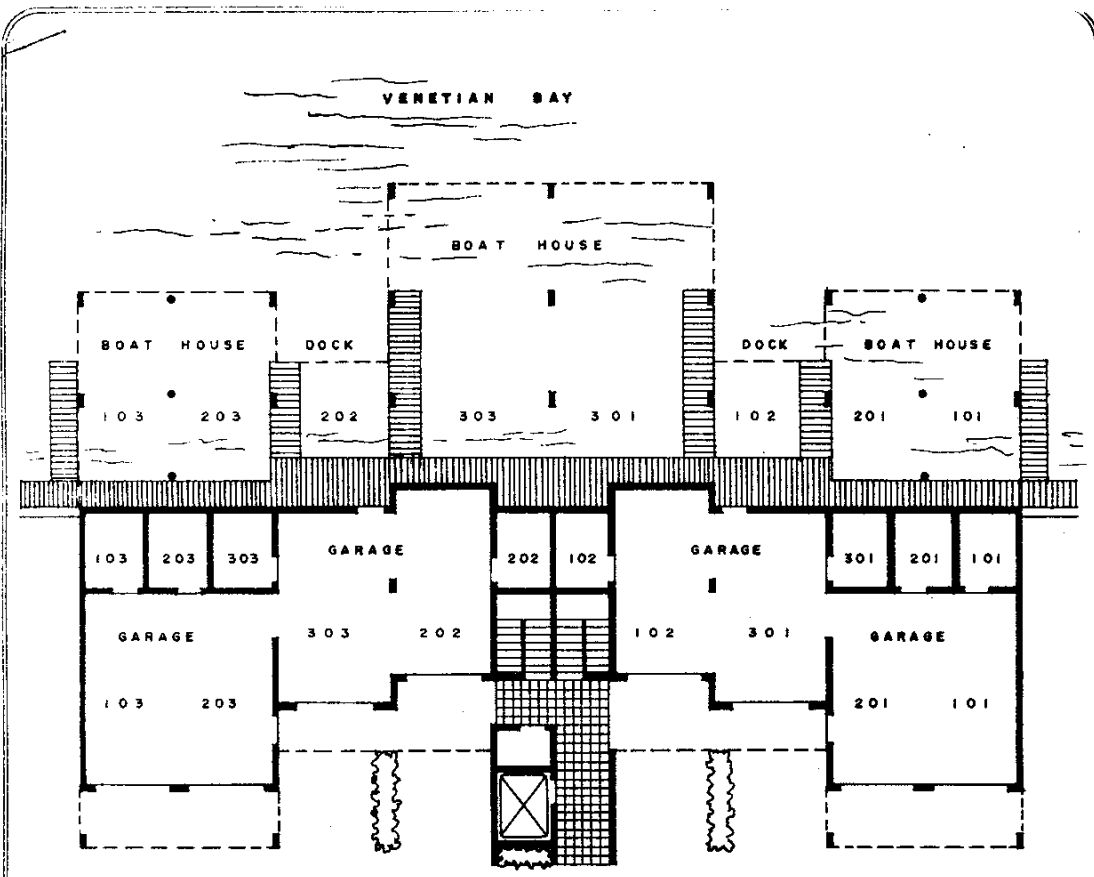 VENETIAN BAY
BOAT HOUSE
BOAT HOUSE DOCK DOCK BOAT HOUSE
103 203 202 303 301 102 201 101
GARAGE GARAGE
103 203 303 202 102 301 201 101
303 202 102 301
GARAGE GARAGE
103 203 201 101